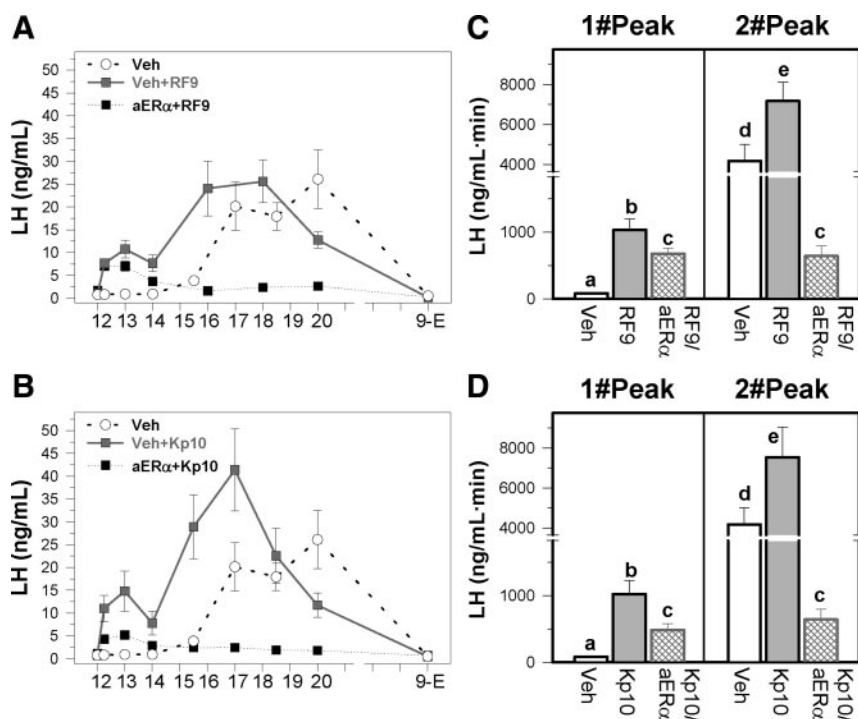 A
Veh
Veh+RF9
aERα+RF9
LH (ng/mL)
50
45
40
35
30
25
20
15
10
5
0
12 13 14 15 16 17 18 19 20 9-E
B
Veh
Veh+Kp10
aERα+Kp10
LH (ng/mL)
50
45
40
35
30
25
20
15
10
5
0
12 13 14 15 16 17 18 19 20 9-E
C
1#Peak 2#Peak
LH (ng/mL·min)
8000
6000
4000
1000
0
a b c d e c
Veh
RF9
RF9/
aERα
Veh
RF9
RF9/
aERα
D
1#Peak 2#Peak
LH (ng/mL·min)
8000
6000
4000
1000
0
a b c d e c
Veh
Kp10
Kp10/
aERα
Veh
Kp10
Kp10/
aERα